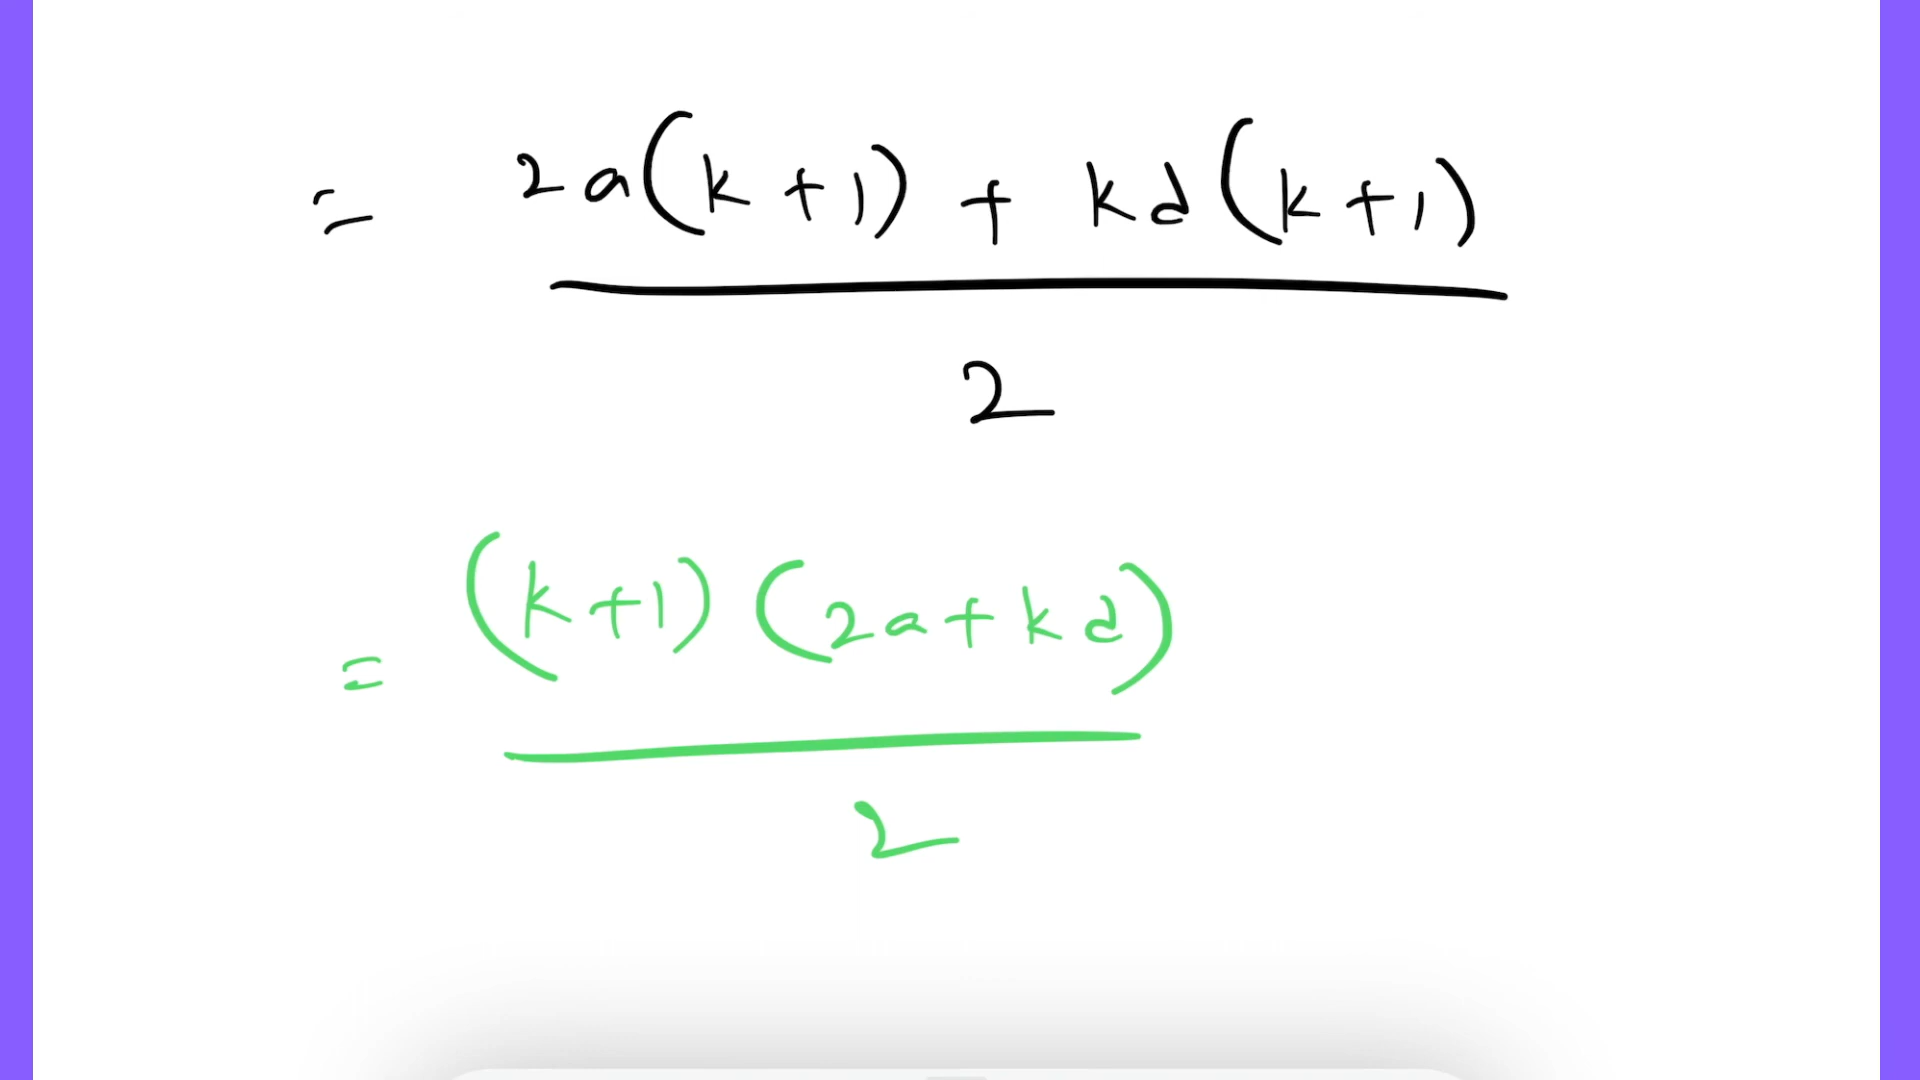 = 2a(k+1) + kd(k+1)
2
= (k+1) (2a+kd)
2